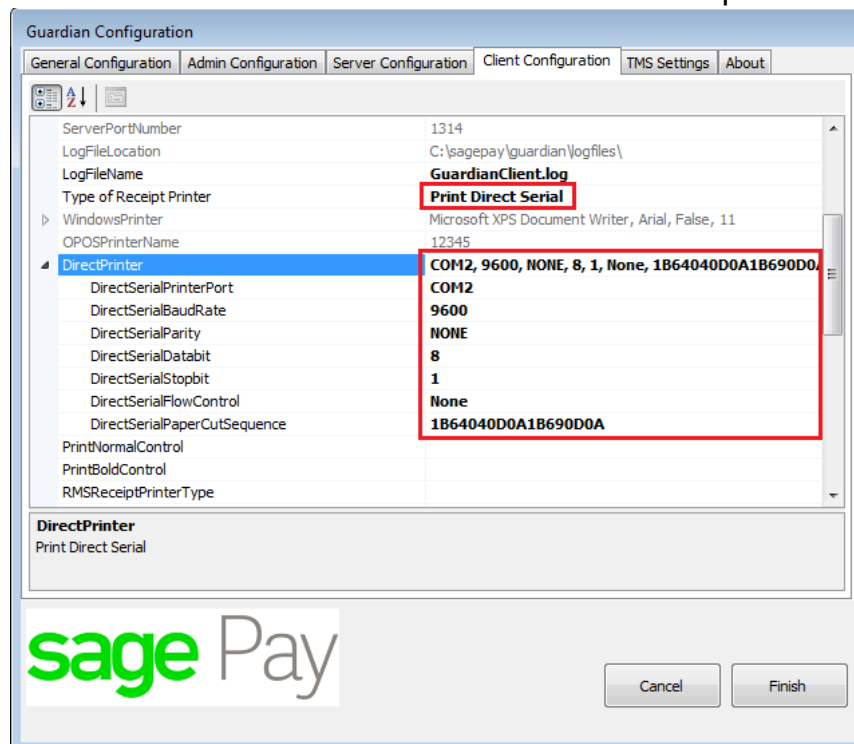 Guardian Configuration
General Configuration Admin Configuration Server Configuration Client Configuration TMS Settings About
ServerPortNumber 1314
LogFileLocation C:\sagepay\guardian\logfiles\
LogFileName GuardianClient.log
Type of Receipt Printer Print Direct Serial
WindowsPrinter Microsoft XPS Document Writer, Arial, False, 11
OPOSPrinterName 12345
DirectPrinter COM2, 9600, NONE, 8, 1, None, 1B64040D0A1B690D0A
DirectSerialPrinterPort COM2
DirectSerialBaudRate 9600
DirectSerialParity NONE
DirectSerialDatabit 8
DirectSerialStopbit 1
DirectSerialFlowControl None
DirectSerialPaperCutSequence 1B64040D0A1B690D0A
PrintNormalControl
PrintBoldControl
RMSReceiptPrinterType
DirectPrinter
Print Direct Serial
sage Pay
Cancel Finish